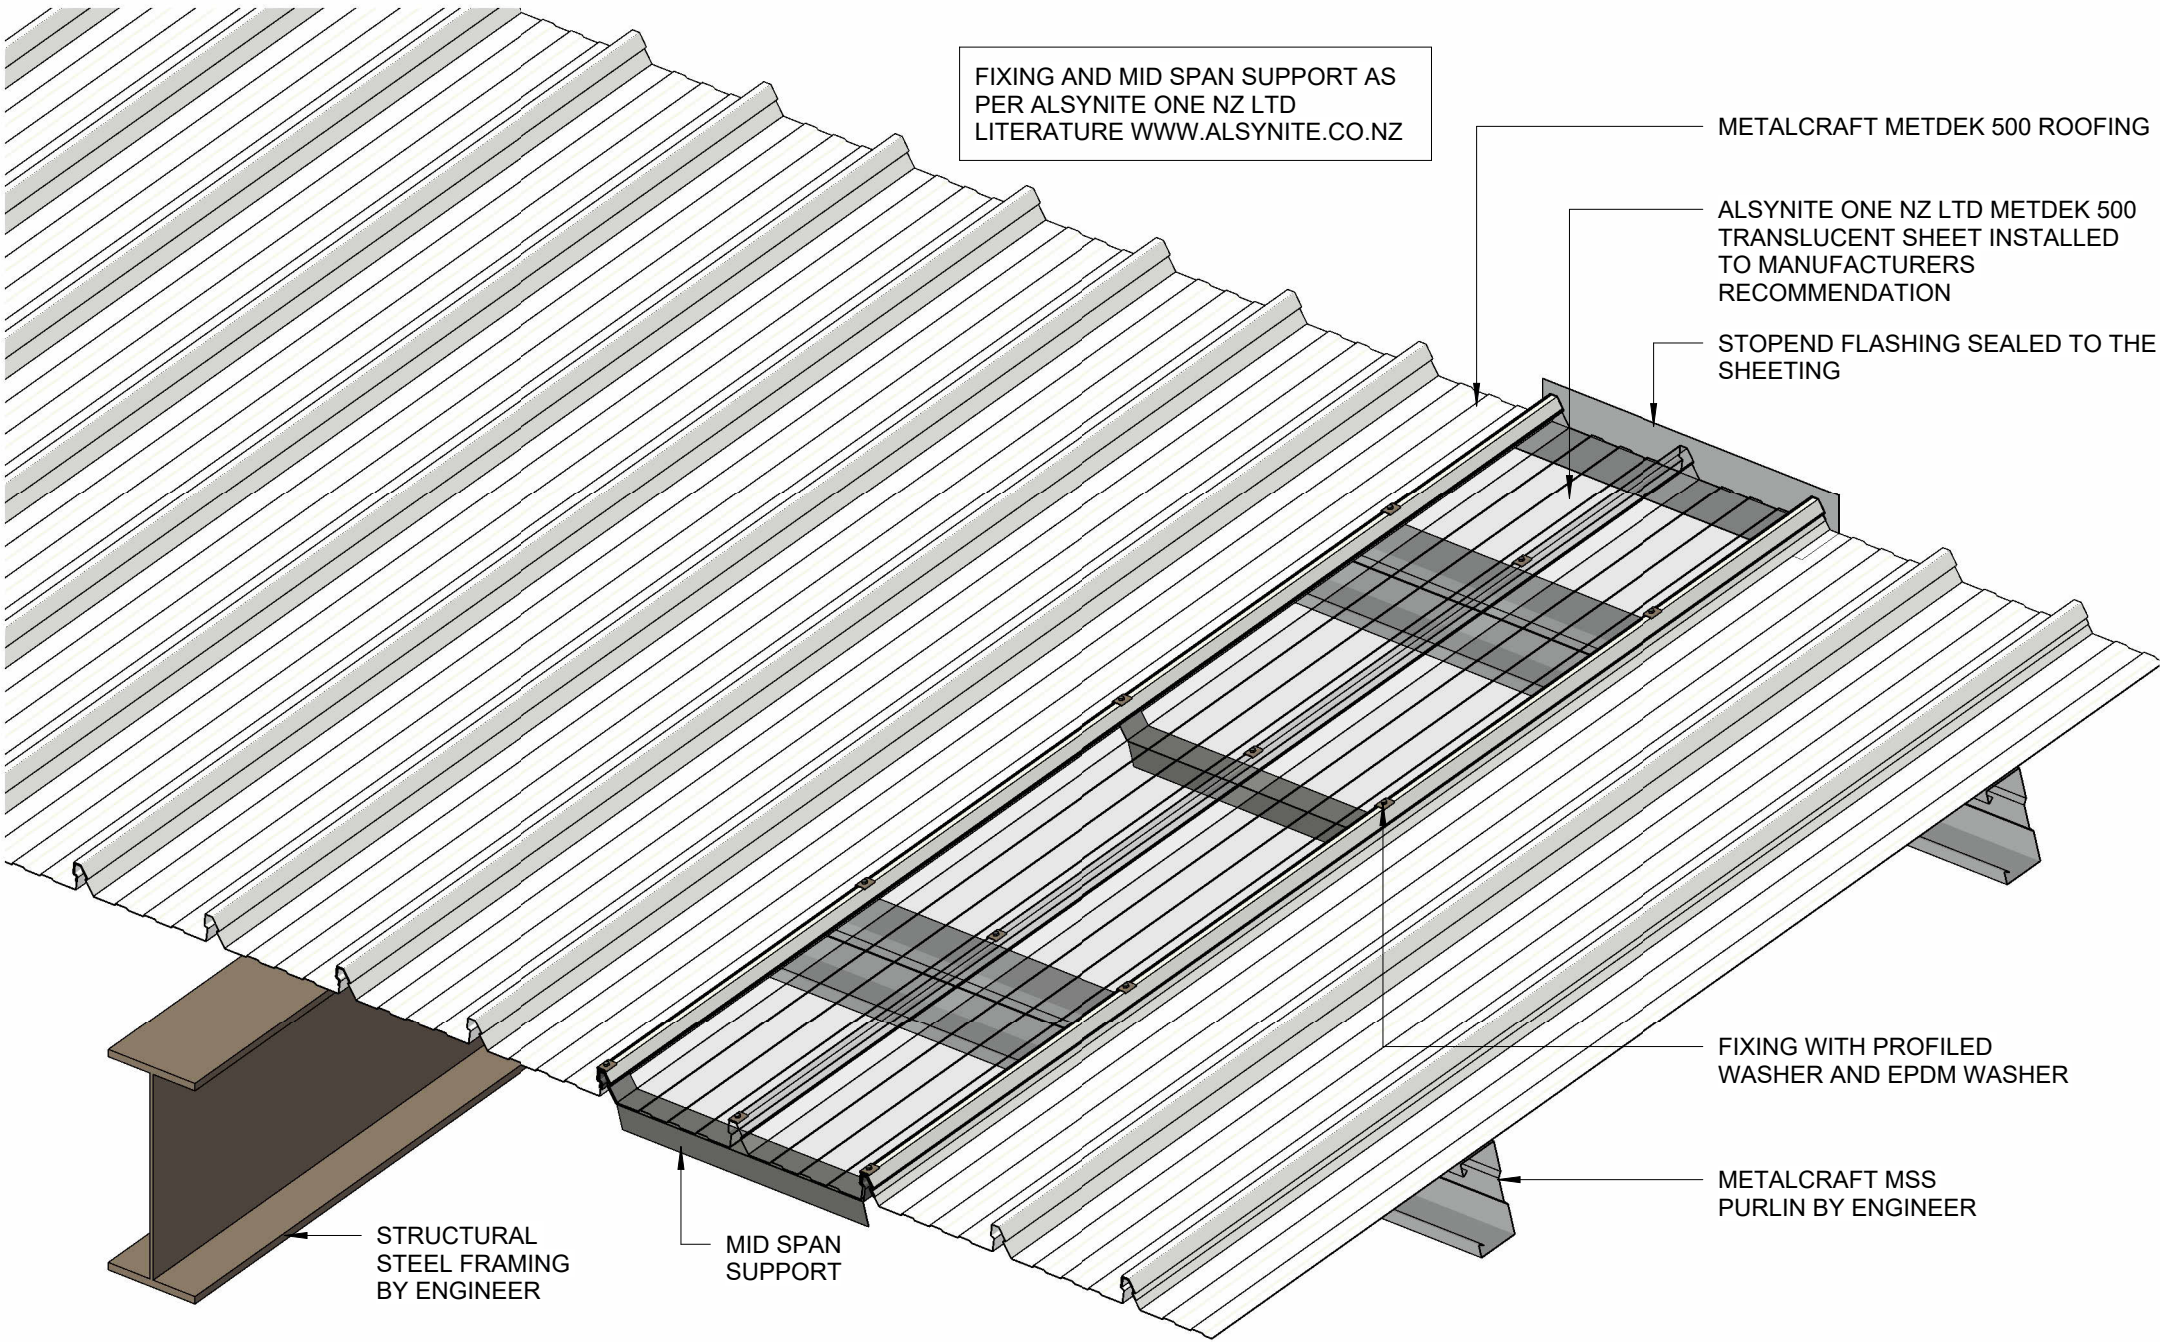 FIXING AND MID SPAN SUPPORT AS
PER ALSYNITE ONE NZ LTD
LITERATURE WWW.ALSYNITE.CO.NZ
METALCRAFT METDEK 500 ROOFING
ALSYNITE ONE NZ LTD METDEK 500
TRANSLUCENT SHEET INSTALLED
TO MANUFACTURERS
RECOMMENDATION
STOPEND FLASHING SEALED TO THE
SHEETING
FIXING WITH PROFILED
WASHER AND EPDM WASHER
METALCRAFT MSS
PURLIN BY ENGINEER
MID SPAN
SUPPORT
STRUCTURAL
STEEL FRAMING
BY ENGINEER